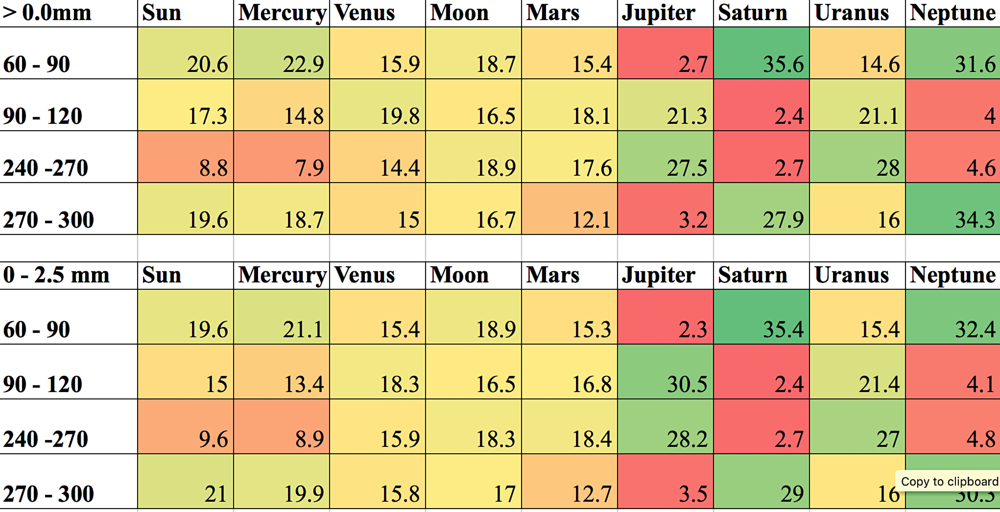 > 0.0mm Sun Mercury Venus Moon Mars Jupiter Saturn Uranus Neptune
60 - 90 20.6 22.9 15.9 18.7 15.4 2.7 35.6 14.6 31.6
90 - 120 17.3 14.8 19.8 16.5 18.1 21.3 2.4 21.1 4
240 -270 8.8 7.9 14.4 18.9 17.6 27.5 2.7 28 4.6
270 - 300 19.6 18.7 15 16.7 12.1 3.2 27.9 16 34.3
0 - 2.5 mm Sun Mercury Venus Moon Mars Jupiter Saturn Uranus Neptune
60 - 90 19.6 21.1 15.4 18.9 15.3 2.3 35.4 15.4 32.4
90 - 120 15 13.4 18.3 16.5 16.8 30.5 2.4 21.4 4.1
240 -270 9.6 8.9 15.9 18.3 18.4 28.2 2.7 27 4.8
Copy to clipboard
270 - 300 21 19.9 15.8 17 12.7 3.5 29 16 30.3